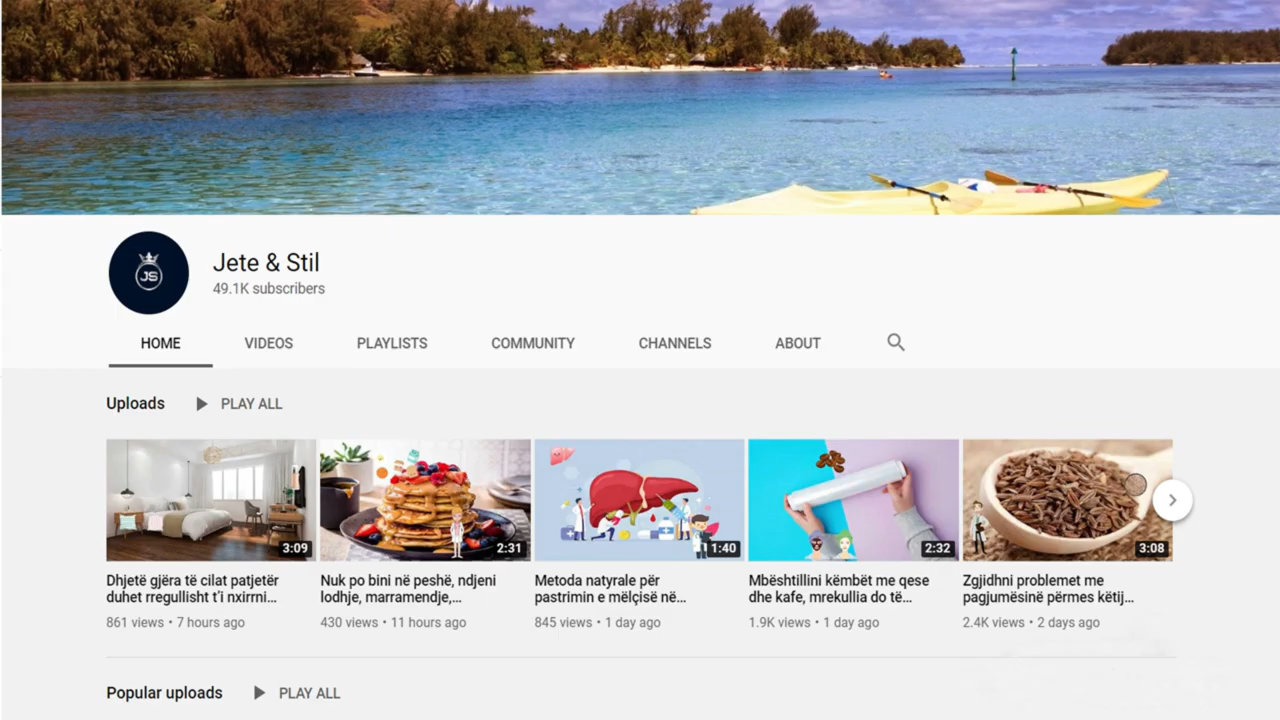 JS
Jete & Stil
49.1K subscribers
HOME VIDEOS PLAYLISTS COMMUNITY CHANNELS ABOUT
Uploads PLAY ALL
3:09 2:31 1:40 2:32 3:08
Dhjetë gjëra të cilat patjetër
duhet rregullisht t'i nxirrni...
861 views • 7 hours ago
Nuk po bini në peshë, ndjeni
lodhje, marramendje,...
430 views • 11 hours ago
Metoda natyrale për
pastrimin e mëlçisë në...
845 views • 1 day ago
Mbështillini këmbët me qese
dhe kafe, mrekullia do të...
1.9K views • 1 day ago
Zgjidhni problemet me
pagjumësinë përmes këtij...
2.4K views • 2 days ago
Popular uploads PLAY ALL